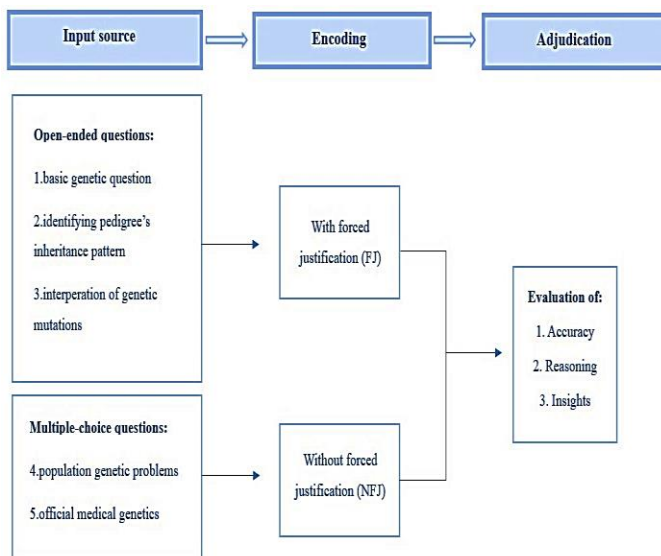 Input source
Encoding
Adjudication
Open-ended questions:
1.basic genetic question
2.identifying pedigree's
inheritance pattern
3.interperation of genetic
mutations
With forced
justification (FJ)
Evaluation of:
1. Accuracy
2. Reasoning
3. Insights
Multiple-choice questions:
4.population genetic problems
5.official medical genetics
Without forced
justification (NFJ)